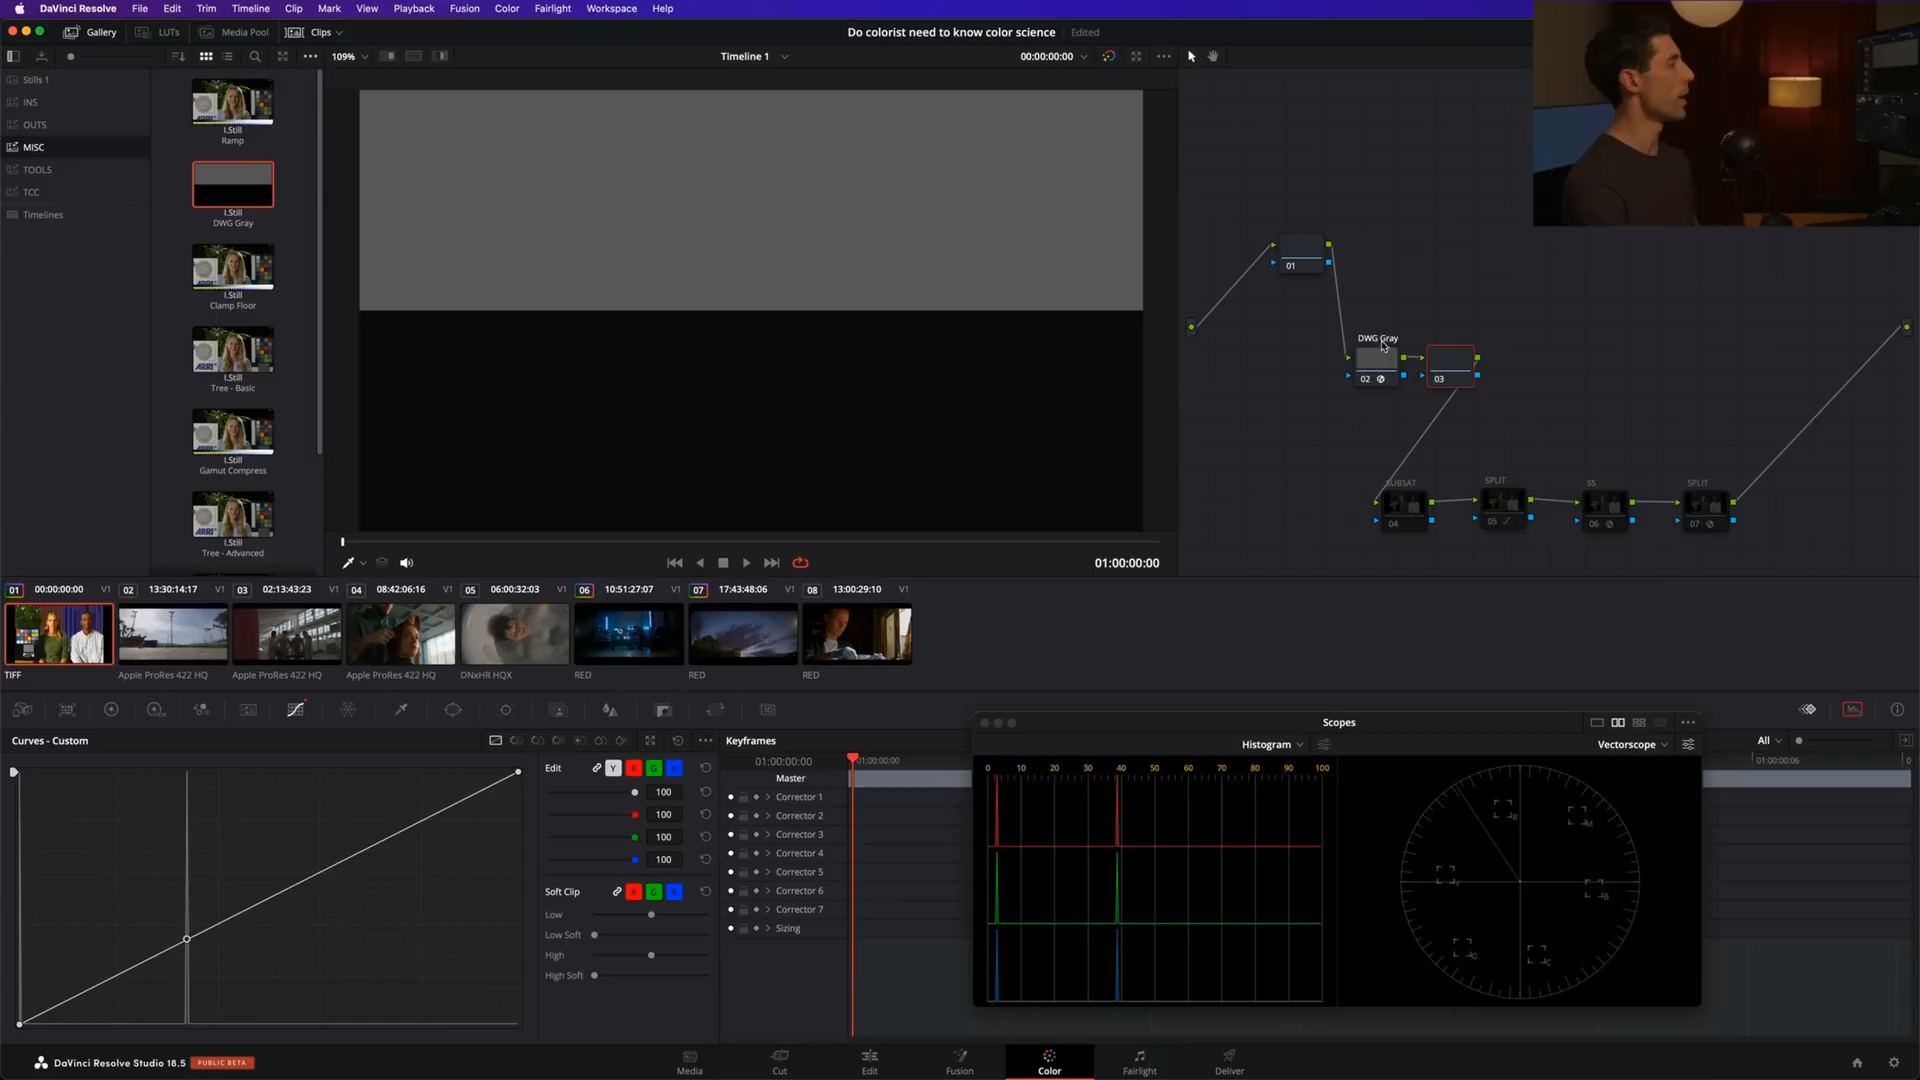 DaVinci Resolve File Edit Trim Timeline Clip Mark View Playback Fusion Color Fairlight Workspace Help
Gallery LUTs Media Pool Clips Do colorist need to know color science Edited
109% Timeline 1 00:00:00:00
Stills 1
INS
OUTS
MISC
TOOLS
TCC
Timelines
1.Still
Ramp
1.Still
DWG Gray
1.Still
Clamp Floor
1.Still
Tree - Basic
1.Still
Gamut Compress
1.Still
Tree - Advanced
01
DWG Gray
02
03
SUBSAT
SPLIT
SS
SPLIT
04
05
06
07
01:00:00:00
01 00:00:00:00 V1 02 13:30:14:17 V1 03 02:13:43:23 V1 04 08:42:06:16 V1 05 06:00:32:03 V1 06 10:51:27:07 V1 07 17:43:48:06 V1 08 13:00:29:10 V1
TIFF Apple ProRes 422 HQ Apple ProRes 422 HQ Apple ProRes 422 HQ DNxHR HQX RED RED RED
Curves - Custom
Edit Y R G B
100
100
100
100
Soft Clip R G B
Low
Low Soft
High
High Soft
Keyframes
All
01:00:00:00 01:00:00:00 01:00:00:06
Master
Corrector 1
Corrector 2
Corrector 3
Corrector 4
Corrector 5
Corrector 6
Corrector 7
Sizing
Scopes
Histogram Vectorscope
0 10 20 30 40 50 60 70 80 90 100
R
M
Y
B
G
C
DaVinci Resolve Studio 18.5 PUBLIC BETA
Media Cut Edit Fusion Color Fairlight Deliver